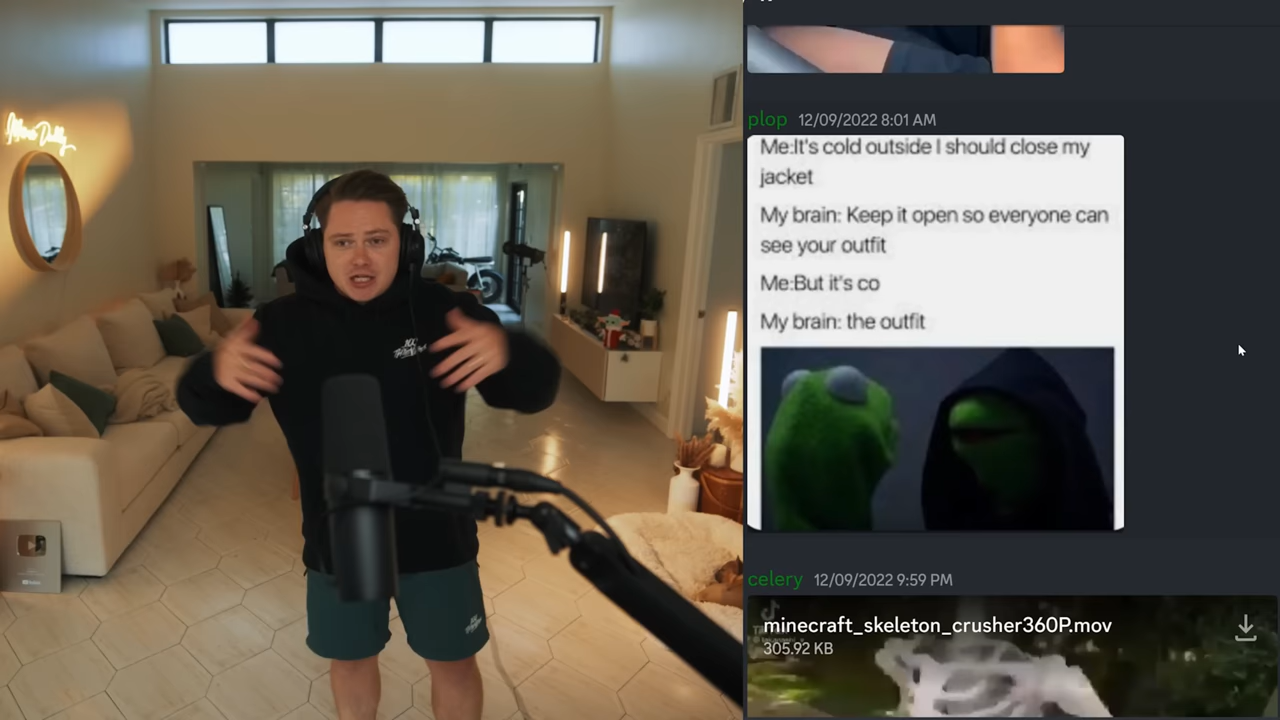 plop 12/09/2022 8:01 AM
Me:It's cold outside I should close my
jacket
My brain: Keep it open so everyone can
see your outfit
Me:But it's co
My brain: the outfit
celery 12/09/2022 9:59 PM
minecraft_skeleton_crusher360P.mov
305.92 KB